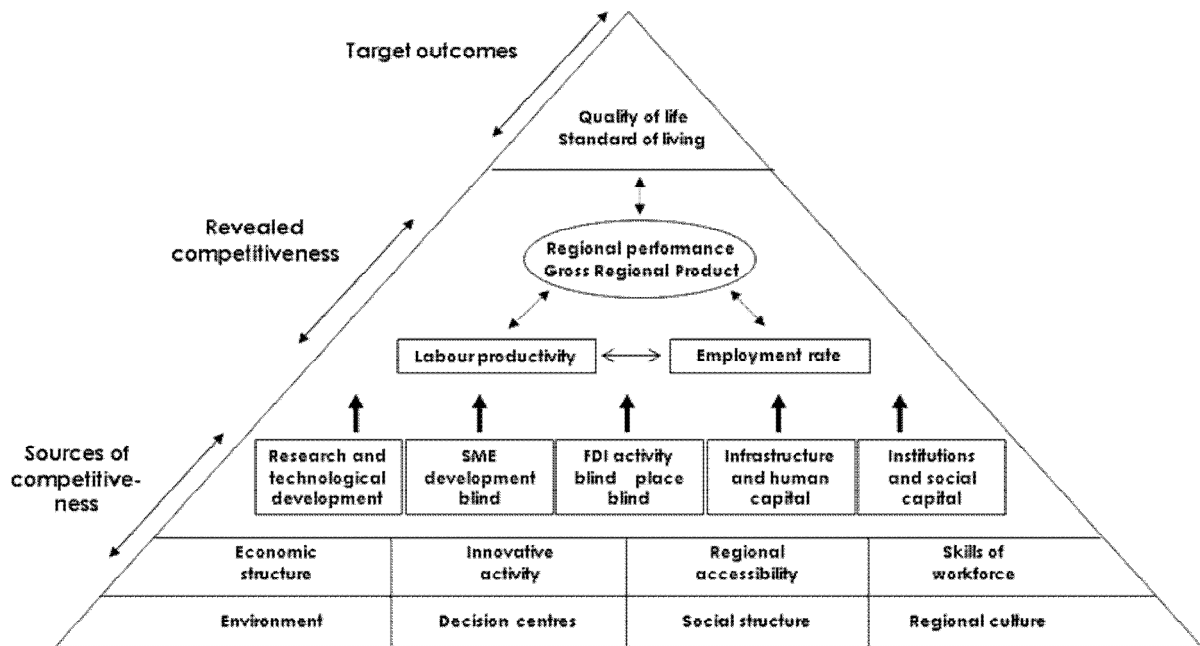 Target outcomes
Quality of life
Standard of living
Revealed
competitiveness
Regional performance
Gross Regional Product
Labour productivity
Employment rate
Sources of
competitive-
ness
Research and
technological
development
SME
development
blind
FDI activity
blind place
blind
Infrastructure
and human
capital
Institutions
and social
capital
Economic
structure
Innovative
activity
Regional
accessibility
Skills of
workforce
Environment
Decision centres
Social structure
Regional culture